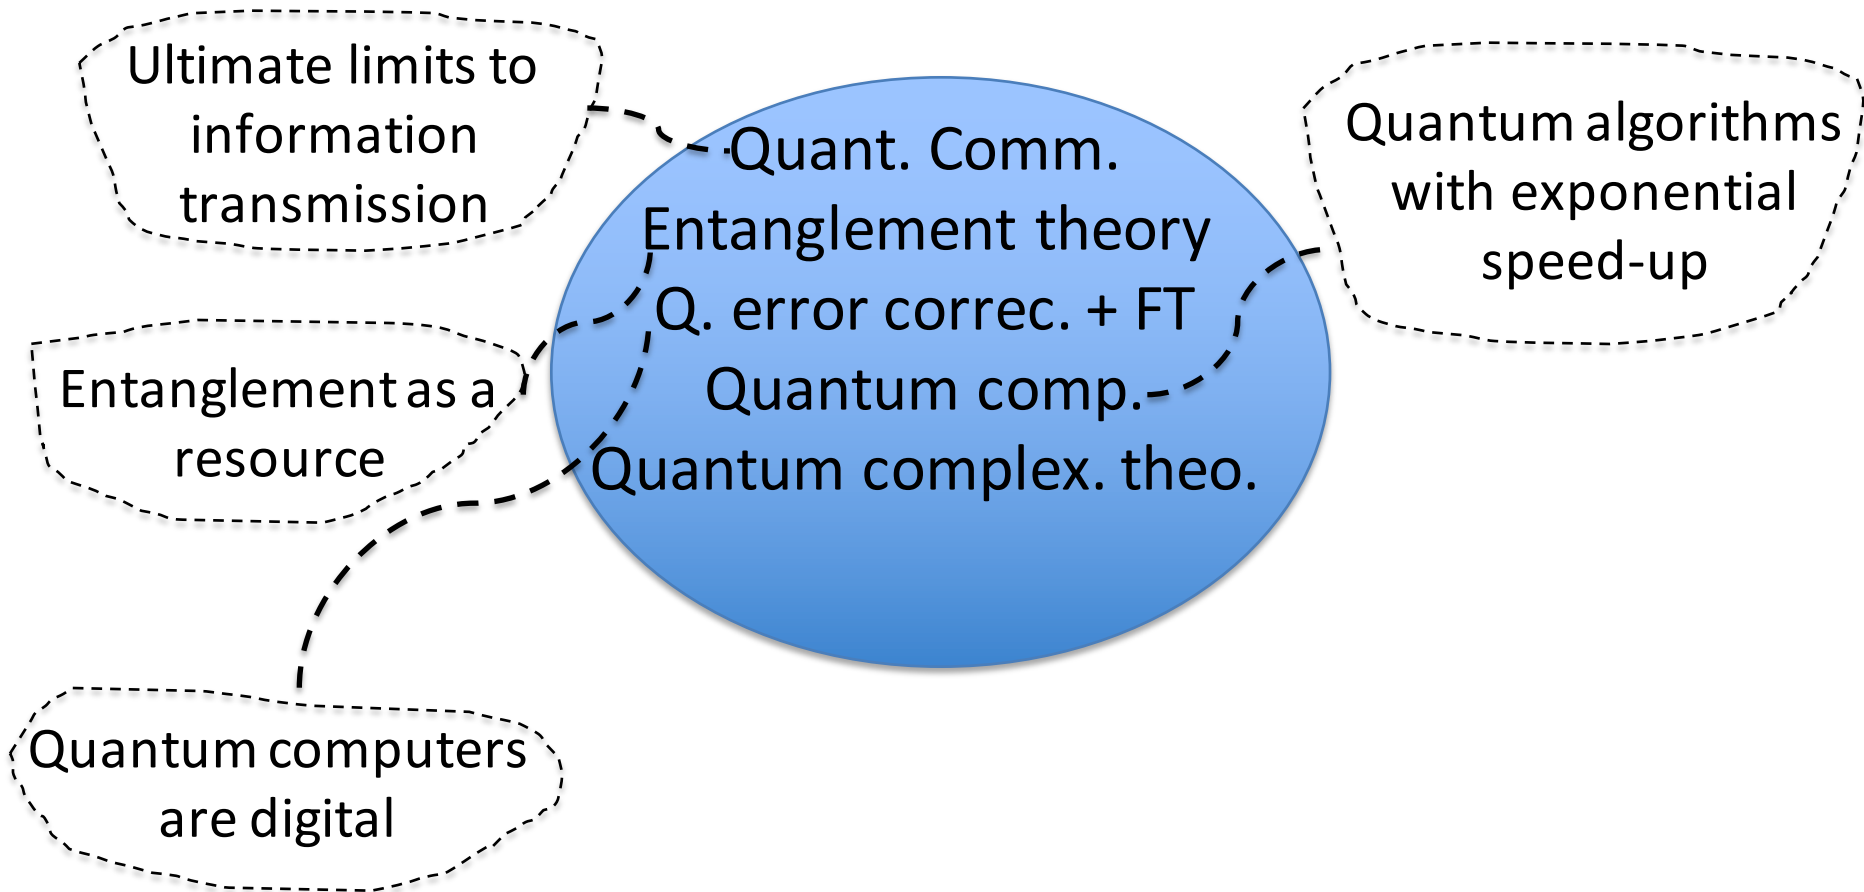 Ultimate limits to
information
transmission
Quant. Comm.
Entanglement theory
Q. error correc. + FT
Quantum comp.
Quantum complex. theo.
Quantum algorithms
with exponential
speed-up
Entanglement as a
resource
Quantum computers
are digital